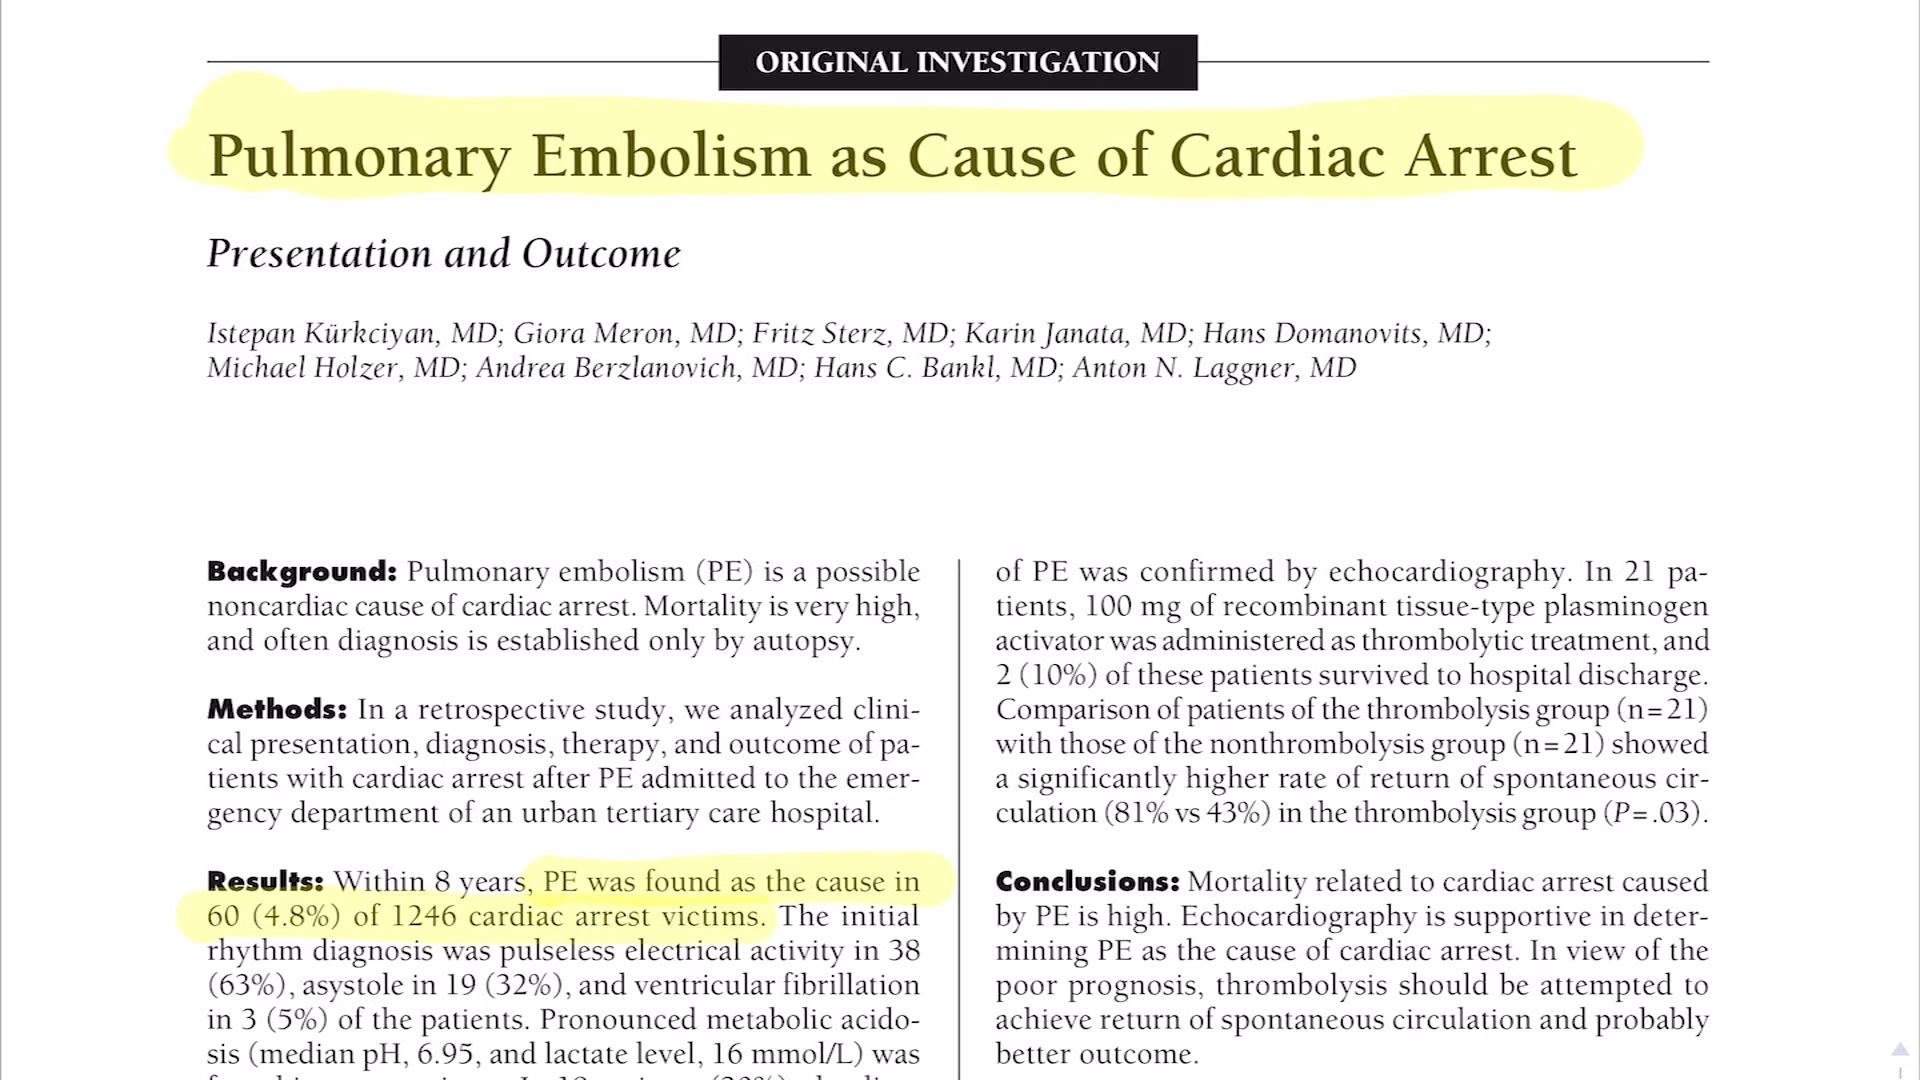 ORIGINAL INVESTIGATION
Pulmonary Embolism as Cause of Cardiac Arrest
Presentation and Outcome
Istepan Kürkciyan, MD; Giora Meron, MD; Fritz Sterz, MD; Karin Janata, MD; Hans Domanovits, MD;
Michael Holzer, MD; Andrea Berzlanovich, MD; Hans C. Bankl, MD; Anton N. Laggner, MD
Background: Pulmonary embolism (PE) is a possible
noncardiac cause of cardiac arrest. Mortality is very high,
and often diagnosis is established only by autopsy.
Methods: In a retrospective study, we analyzed clini-
cal presentation, diagnosis, therapy, and outcome of pa-
tients with cardiac arrest after PE admitted to the emer-
gency department of an urban tertiary care hospital.
Results: Within 8 years, PE was found as the cause in
60 (4.8%) of 1246 cardiac arrest victims. The initial
rhythm diagnosis was pulseless electrical activity in 38
(63%), asystole in 19 (32%), and ventricular fibrillation
in 3 (5%) of the patients. Pronounced metabolic acido-
sis (median pH, 6.95, and lactate level, 16 mmol/L) was
of PE was confirmed by echocardiography. In 21 pa-
tients, 100 mg of recombinant tissue-type plasminogen
activator was administered as thrombolytic treatment, and
2 (10%) of these patients survived to hospital discharge.
Comparison of patients of the thrombolysis group (n=21)
with those of the nonthrombolysis group (n=21) showed
a significantly higher rate of return of spontaneous cir-
culation (81% vs 43%) in the thrombolysis group (P=.03).
Conclusions: Mortality related to cardiac arrest caused
by PE is high. Echocardiography is supportive in deter-
mining PE as the cause of cardiac arrest. In view of the
poor prognosis, thrombolysis should be attempted to
achieve return of spontaneous circulation and probably
better outcome.